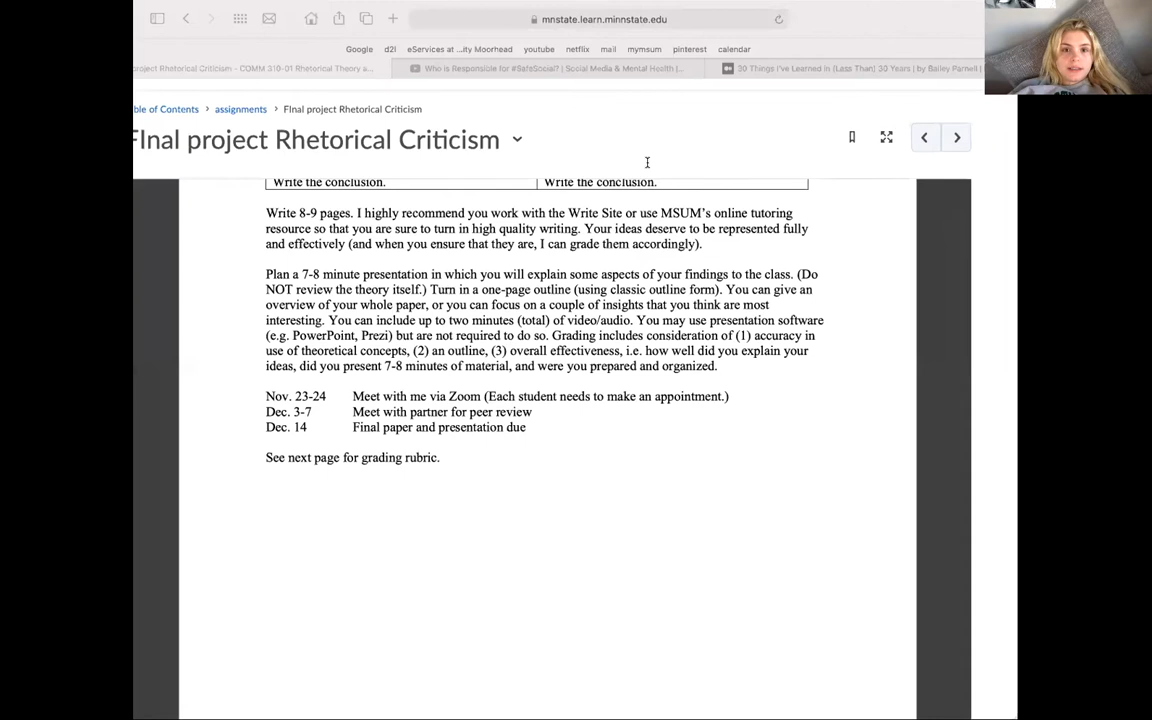 mnstate.learn.minnstate.edu
Google d2l eServices at ...ity Moorhead youtube netflix mail mymsum pinterest calendar
roject Rhetorical Criticism - COMM 310-01 Rhetorical Theory a... Who is Responsible for #SafeSocial? | Social Media & Mental Health |... 30 Things I've Learned in (Less Than) 30 Years | by Bailey Parnell |
ble of Contents > assignments > FInal project Rhetorical Criticism
FInal project Rhetorical Criticism
Write the conclusion. Write the conclusion.
Write 8-9 pages. I highly recommend you work with the Write Site or use MSUM's online tutoring
resource so that you are sure to turn in high quality writing. Your ideas deserve to be represented fully
and effectively (and when you ensure that they are, I can grade them accordingly).
Plan a 7-8 minute presentation in which you will explain some aspects of your findings to the class. (Do
NOT review the theory itself.) Turn in a one-page outline (using classic outline form). You can give an
overview of your whole paper, or you can focus on a couple of insights that you think are most
interesting. You can include up to two minutes (total) of video/audio. You may use presentation software
(e.g. PowerPoint, Prezi) but are not required to do so. Grading includes consideration of (1) accuracy in
use of theoretical concepts, (2) an outline, (3) overall effectiveness, i.e. how well did you explain your
ideas, did you present 7-8 minutes of material, and were you prepared and organized.
Nov. 23-24 Meet with me via Zoom (Each student needs to make an appointment.)
Dec. 3-7 Meet with partner for peer review
Dec. 14 Final paper and presentation due
See next page for grading rubric.